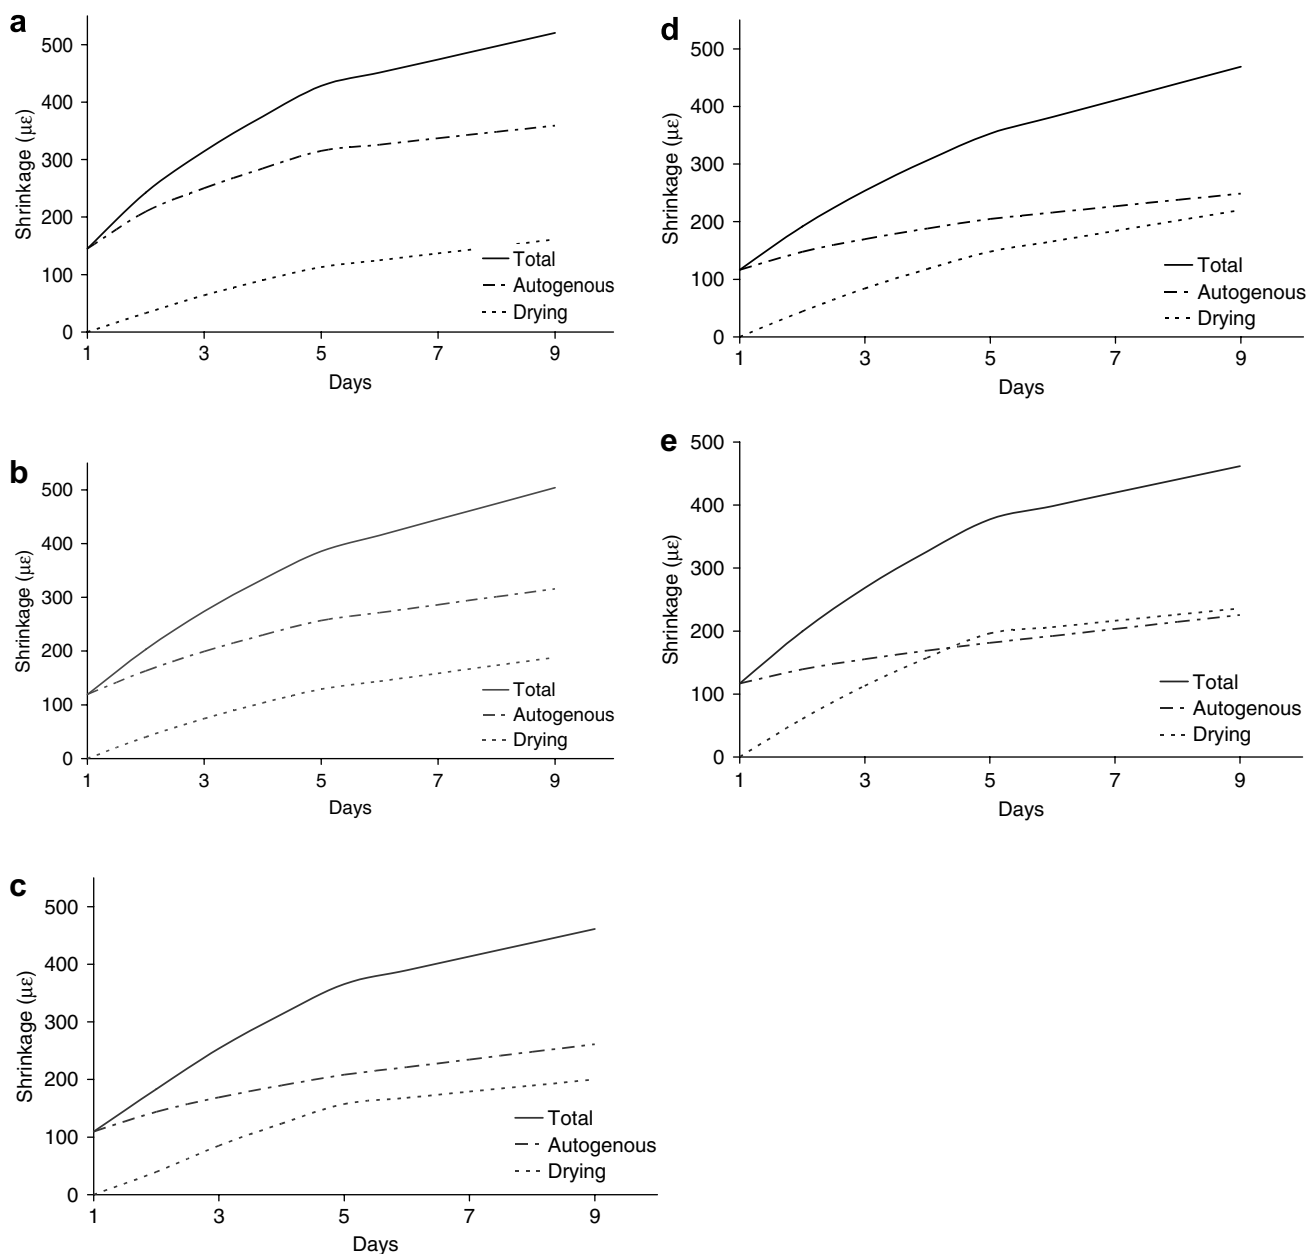 a
500
400
300
200
100
0
Shrinkage (με)
1 3 5 7 9
Days
Total
Autogenous
Drying
b
500
400
300
200
100
0
Shrinkage (με)
1 3 5 7 9
Days
Total
Autogenous
Drying
c
500
400
300
200
100
0
Shrinkage (με)
1 3 5 7 9
Days
Total
Autogenous
Drying
d
500
400
300
200
100
0
Shrinkage (με)
1 3 5 7 9
Days
Total
Autogenous
Drying
e
500
400
300
200
100
0
Shrinkage (με)
1 3 5 7 9
Days
Total
Autogenous
Drying